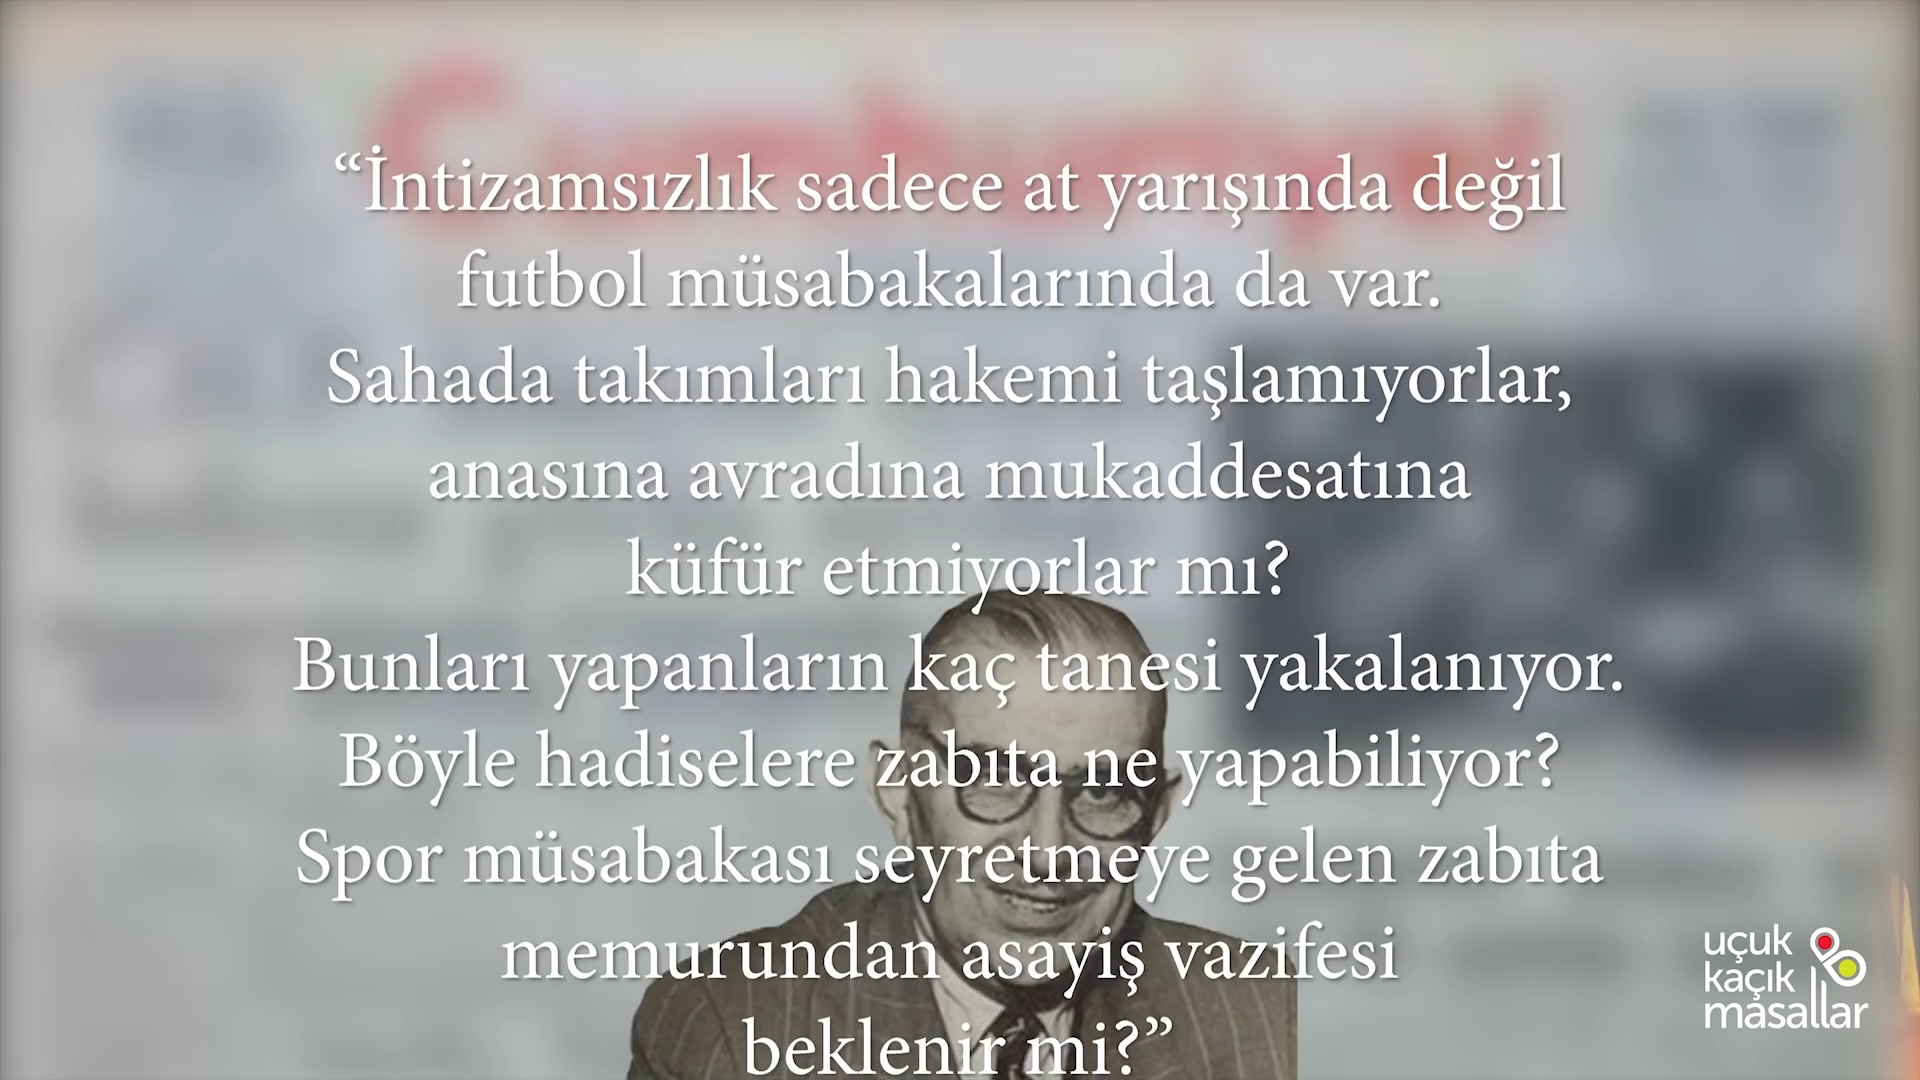 Cumhuriyet
“İntizamsızlık sadece at yarışında değil
futbol müsabakalarında da var.
Sahada takımları hakemi taşlamıyorlar,
anasına avradına mukaddesatına
küfür etmiyorlar mı?
Bunları yapanların kaç tanesi yakalanıyor.
Böyle hadiselere zabıta ne yapabiliyor?
Spor müsabakası seyretmeye gelen zabıta
memurundan asayiş vazifesi
beklenir mi?”
uçuk
kaçık
masallar